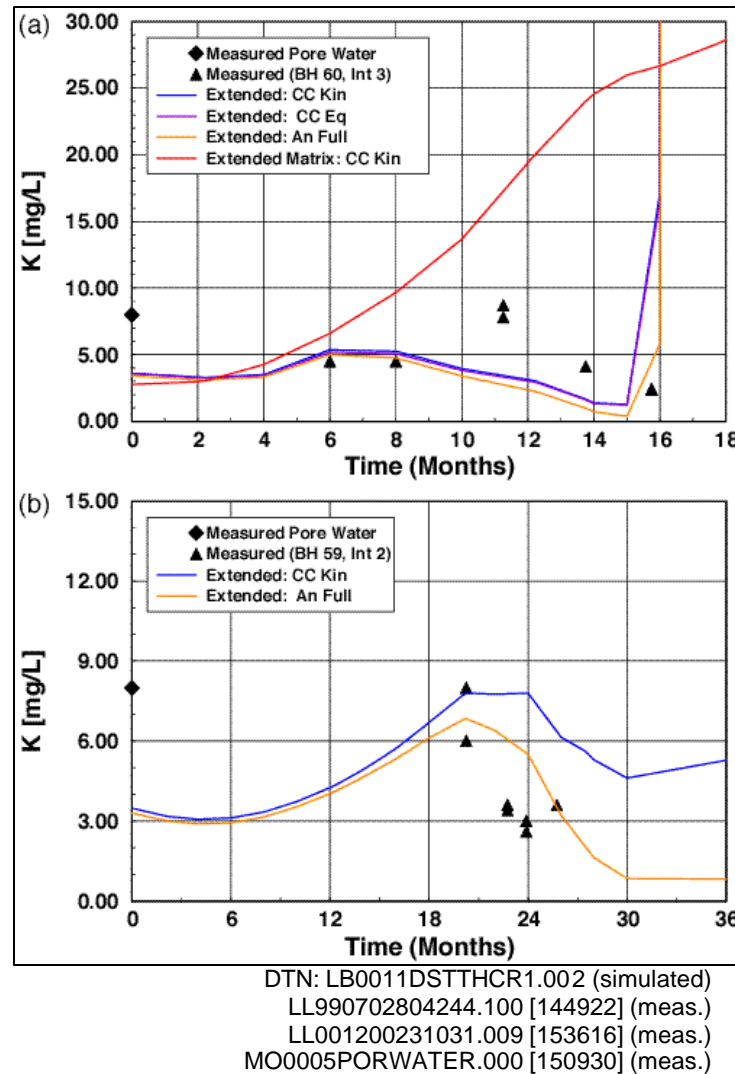 (a)
30.00
25.00
20.00
15.00
10.00
5.00
0.00
K [mg/L]
Measured Pore Water
Measured (BH 60, Int 3)
Extended: CC Kin
Extended: CC Eq
Extended: An Full
Extended Matrix: CC Kin
0 2 4 6 8 10 12 14 16 18
Time (Months)
(b)
15.00
12.00
9.00
6.00
3.00
0.00
K [mg/L]
Measured Pore Water
Measured (BH 59, Int 2)
Extended: CC Kin
Extended: An Full
0 6 12 18 24 30 36
Time (Months)
DTN: LB0011DSTTHCR1.002 (simulated)
LL990702804244.100 [144922] (meas.)
LL001200231031.009 [153616] (meas.)
MO0005PORWATER.000 [150930] (meas.)